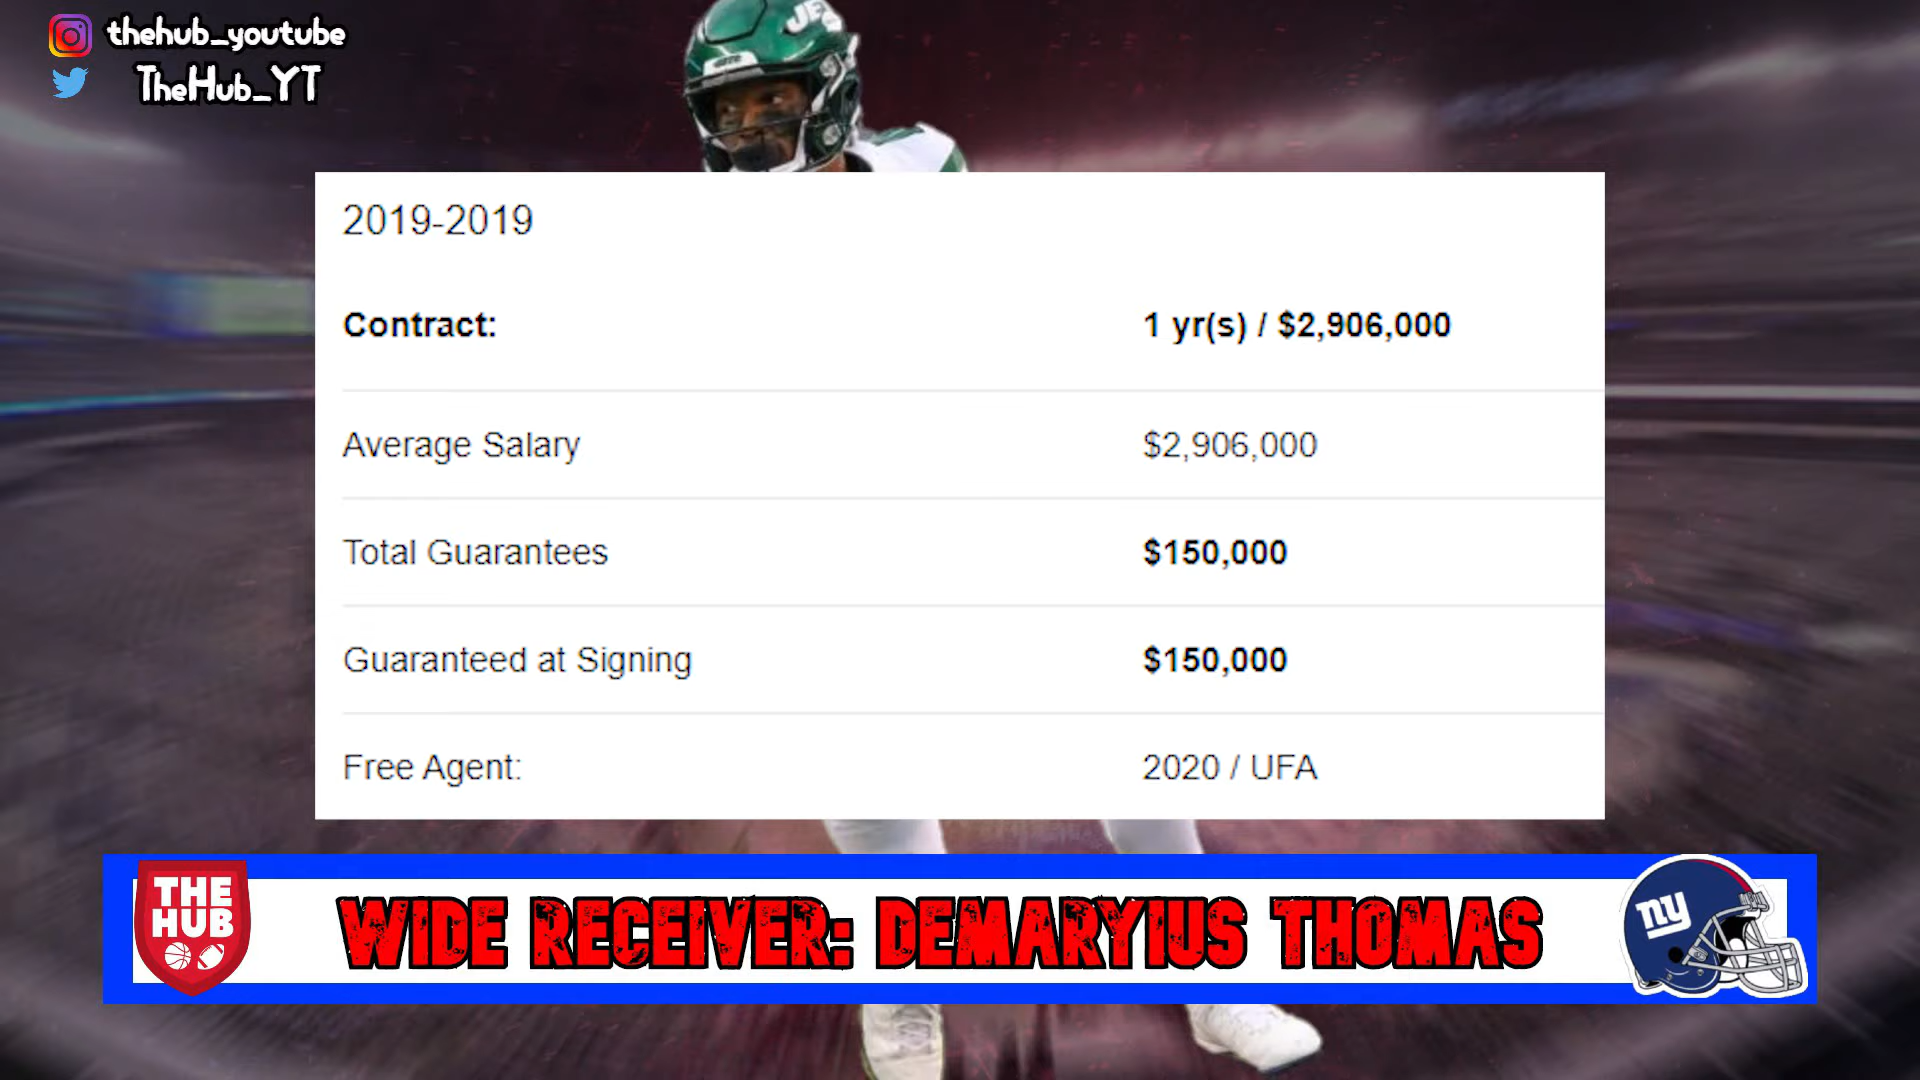 thehub_youtube
TheHub_YT
JETS
2019-2019
Contract: 1 yr(s) / $2,906,000
Average Salary $2,906,000
Total Guarantees $150,000
Guaranteed at Signing $150,000
Free Agent: 2020 / UFA
THE
HUB
WIDE RECEIVER: DEMARYIUS THOMAS
ny